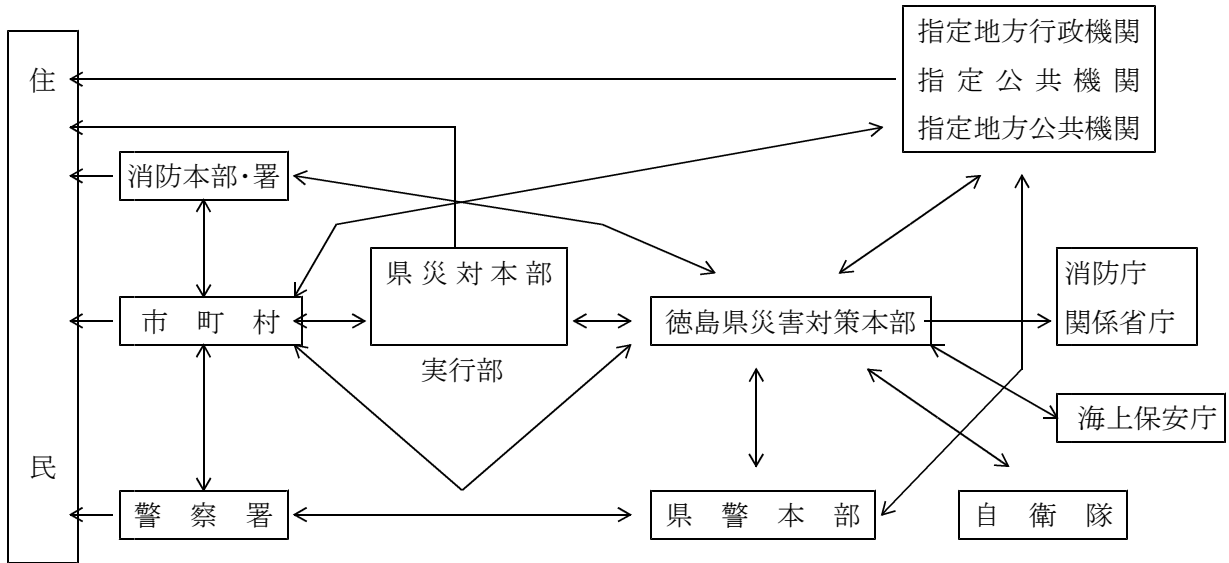 指定地方行政機関
指定公共機関
指定地方公共機関
住民
消防本部・署
県災対本部
実行部
市町村
徳島県災害対策本部
消防庁
関係省庁
海上保安庁
警察署
県警本部
自衛隊